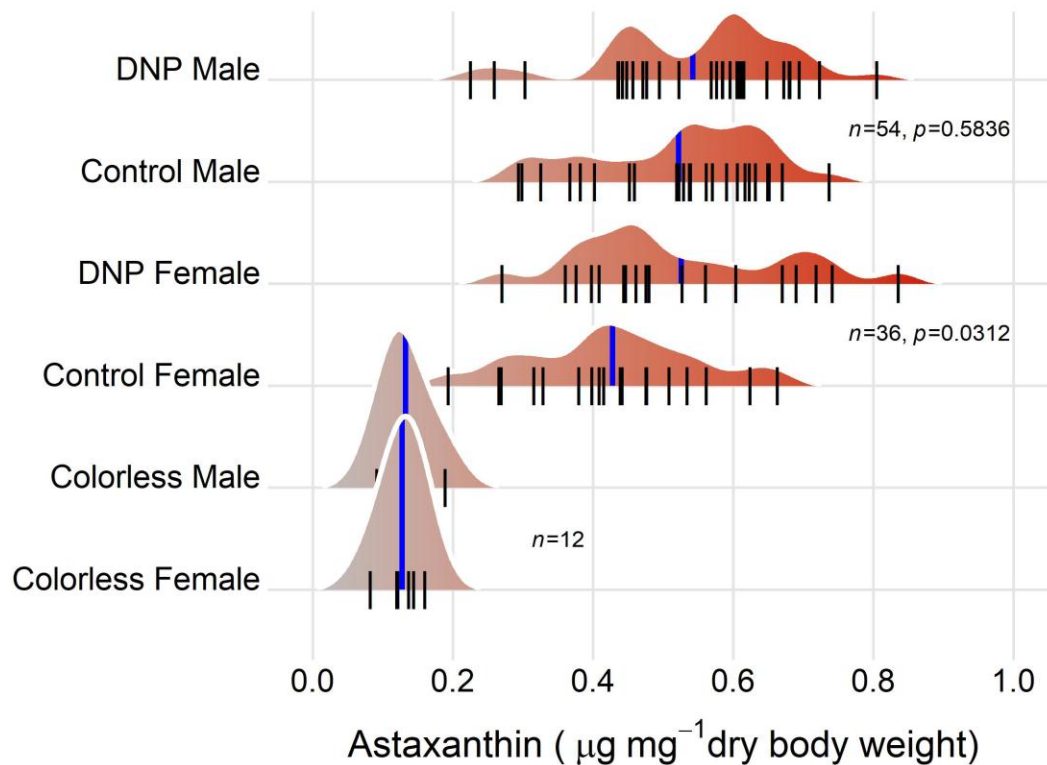 DNP Male
n=54, p=0.5836
Control Male
DNP Female
n=36, p=0.0312
Control Female
Colorless Male
n=12
Colorless Female
0.0 0.2 0.4 0.6 0.8 1.0
Astaxanthin ( μg mg⁻¹dry body weight)